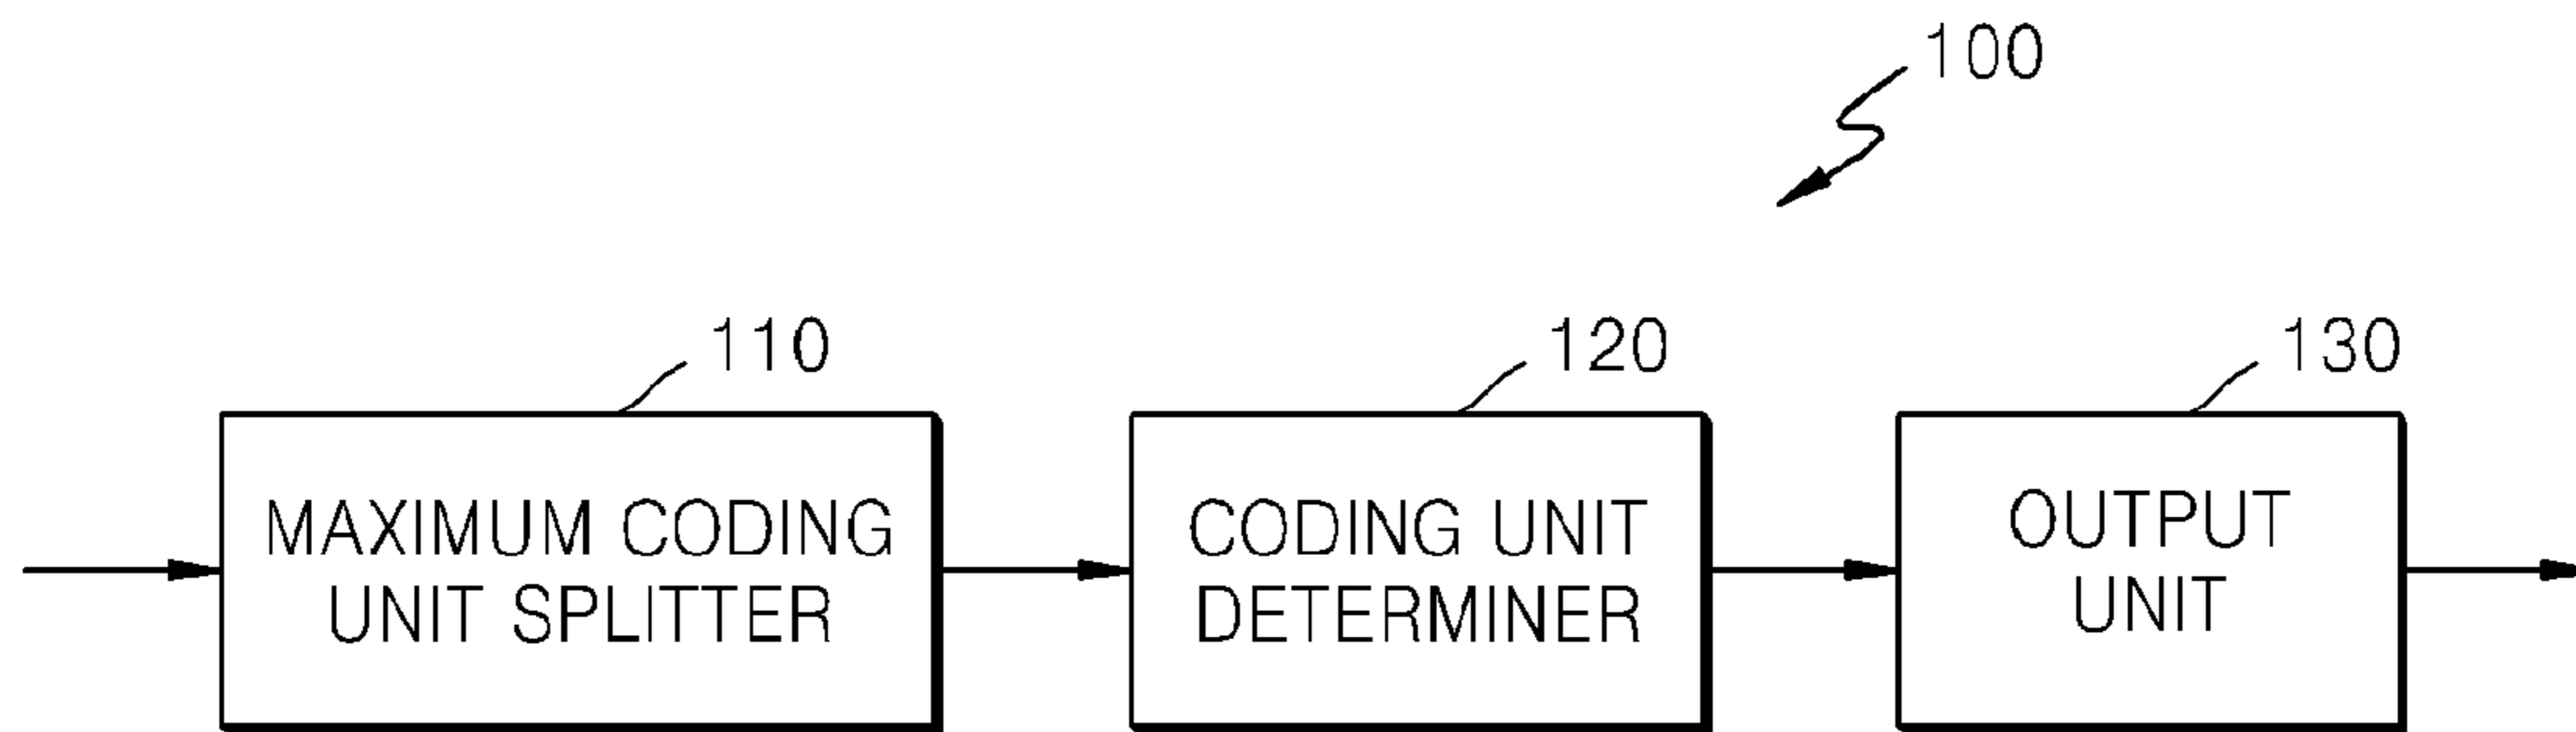 100
110
120
130
MAXIMUM CODING
UNIT SPLITTER
CODING UNIT
DETERMINER
OUTPUT
UNIT